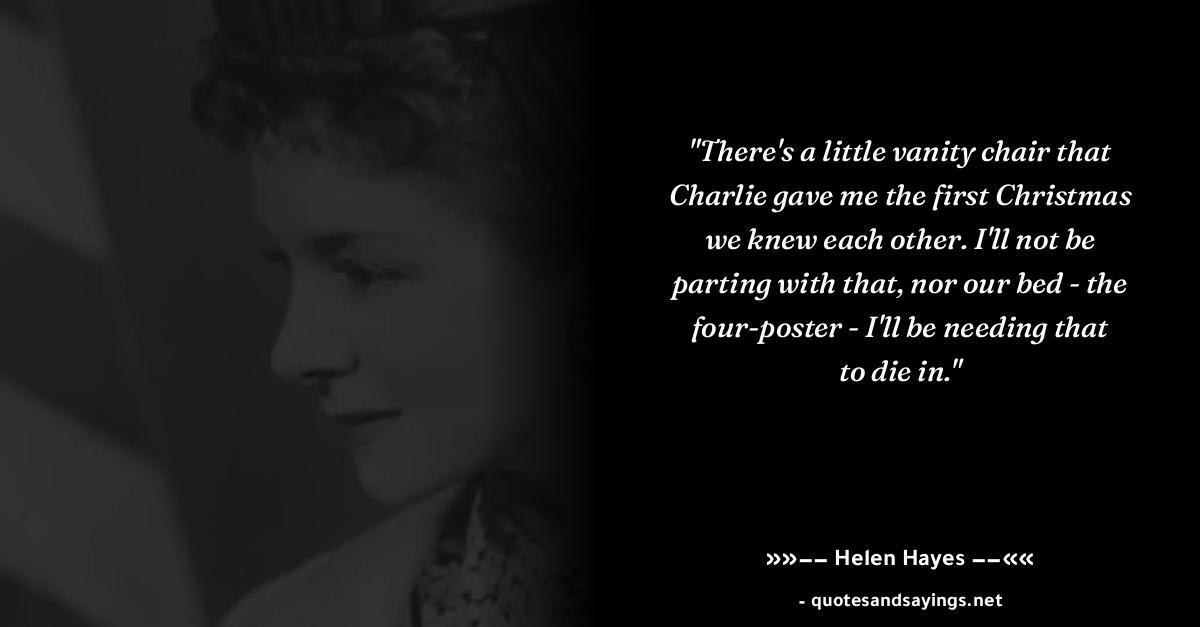 "There's a little vanity chair that
Charlie gave me the first Christmas
we knew each other. I'll not be
parting with that, nor our bed - the
four-poster - I'll be needing that
to die in."
»»−− Helen Hayes −−««
- quotesandsayings.net